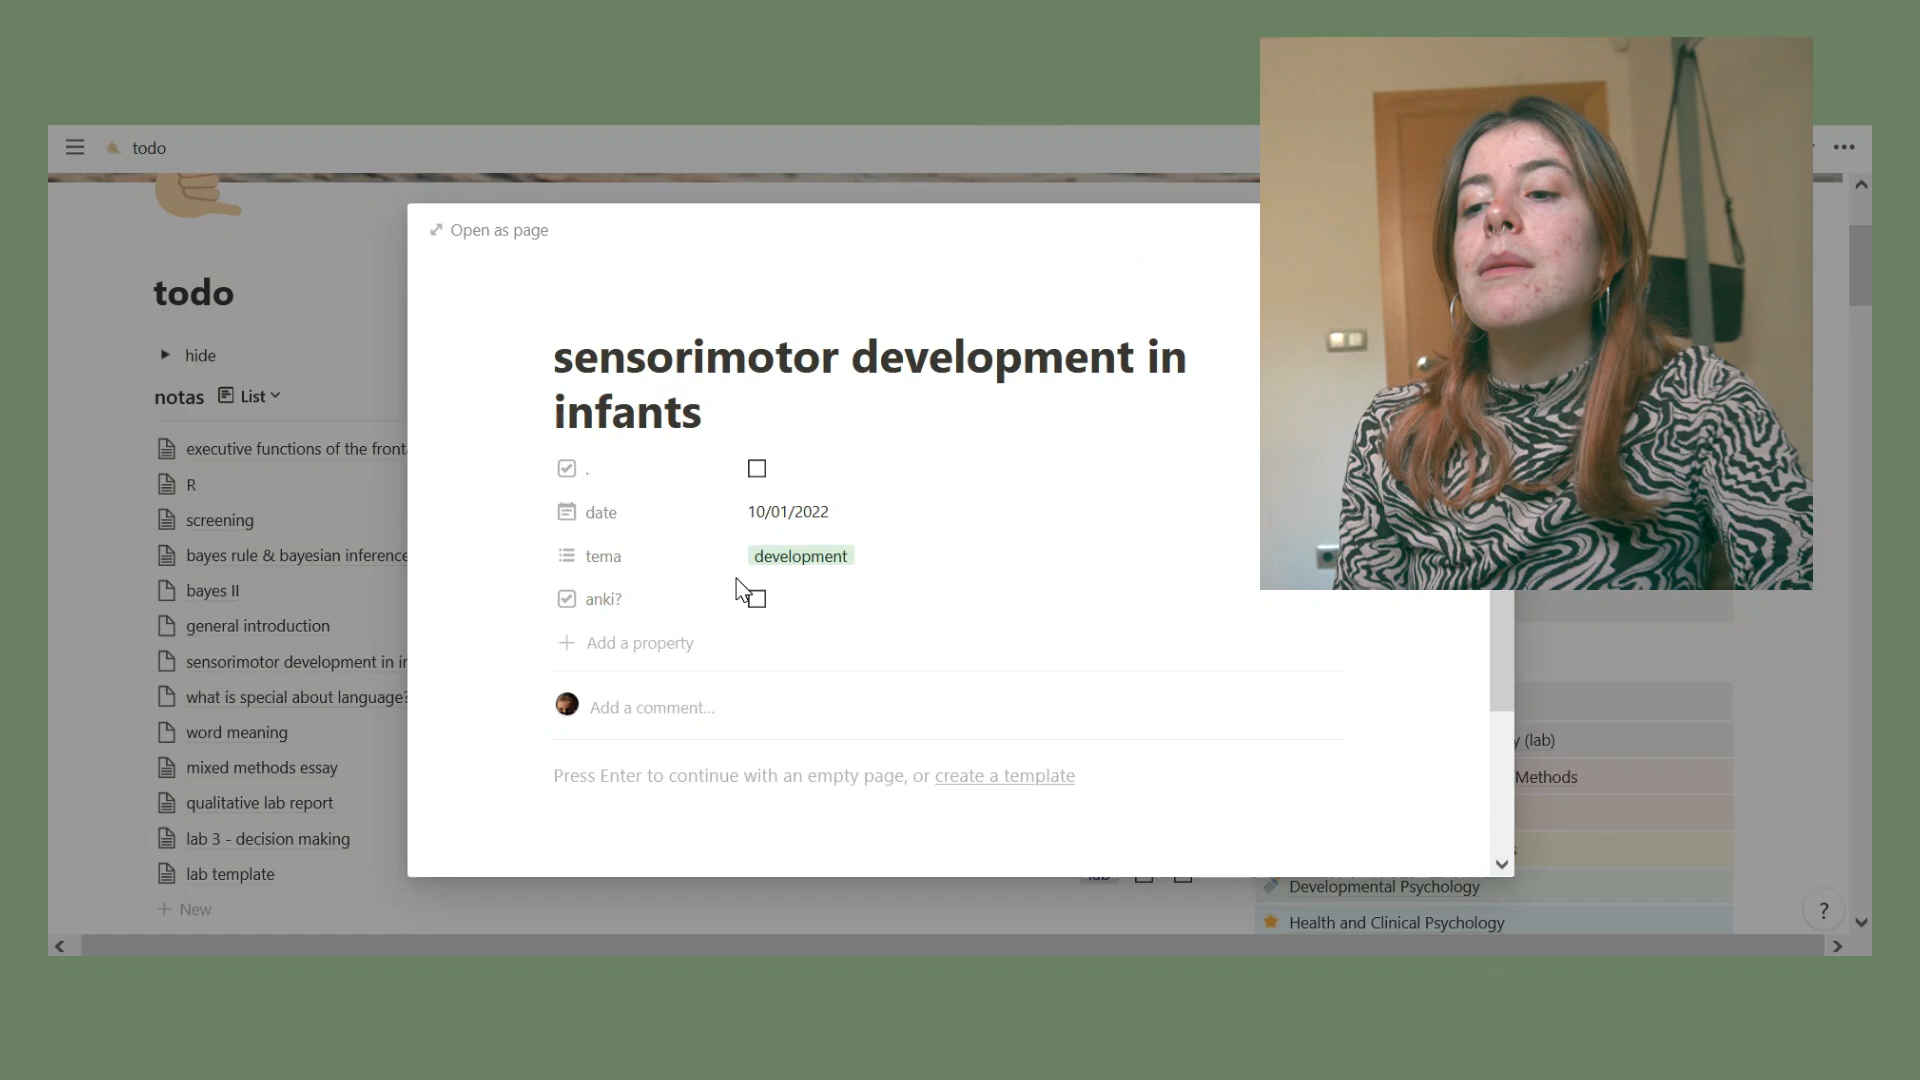 todo
Open as page
todo
sensorimotor development in
infants
hide
notas List
.
executive functions of the front
R
date 10/01/2022
screening
bayes rule & bayesian inference
tema development
bayes II
anki?
general introduction
Add a property
sensorimotor development in i
what is special about language?
Add a comment...
word meaning
y (lab)
mixed methods essay
Press Enter to continue with an empty page, or create a template
Methods
qualitative lab report
lab 3 - decision making
s
lab template
lab
Developmental Psychology
New
Health and Clinical Psychology
?